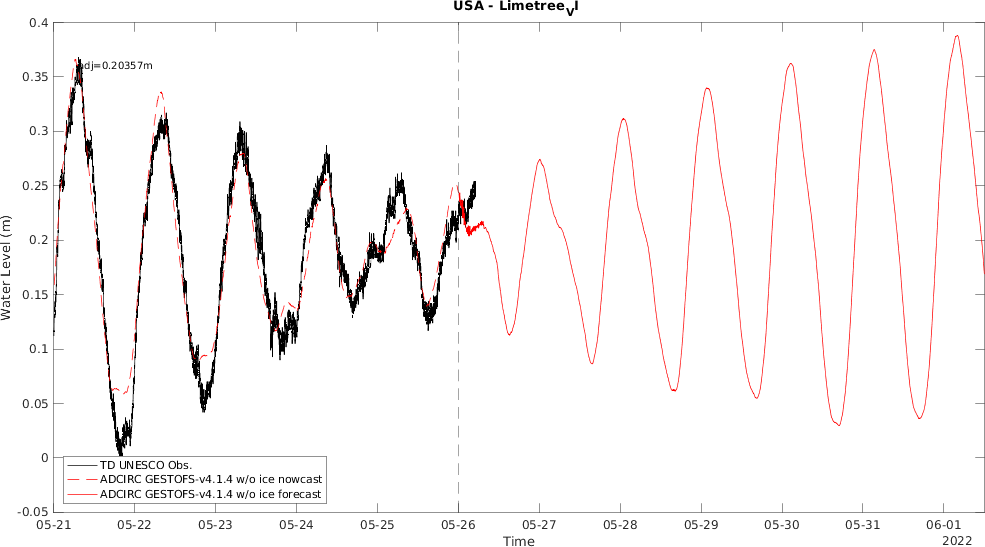 USA - Limetree_VI
adj=0.20357m
Water Level (m)
0.4
0.35
0.3
0.25
0.2
0.15
0.1
0.05
0
-0.05
TD UNESCO Obs.
ADCIRC GESTOFS-v4.1.4 w/o ice nowcast
ADCIRC GESTOFS-v4.1.4 w/o ice forecast
05-21 05-22 05-23 05-24 05-25 05-26 05-27 05-28 05-29 05-30 05-31 06-01
Time
2022